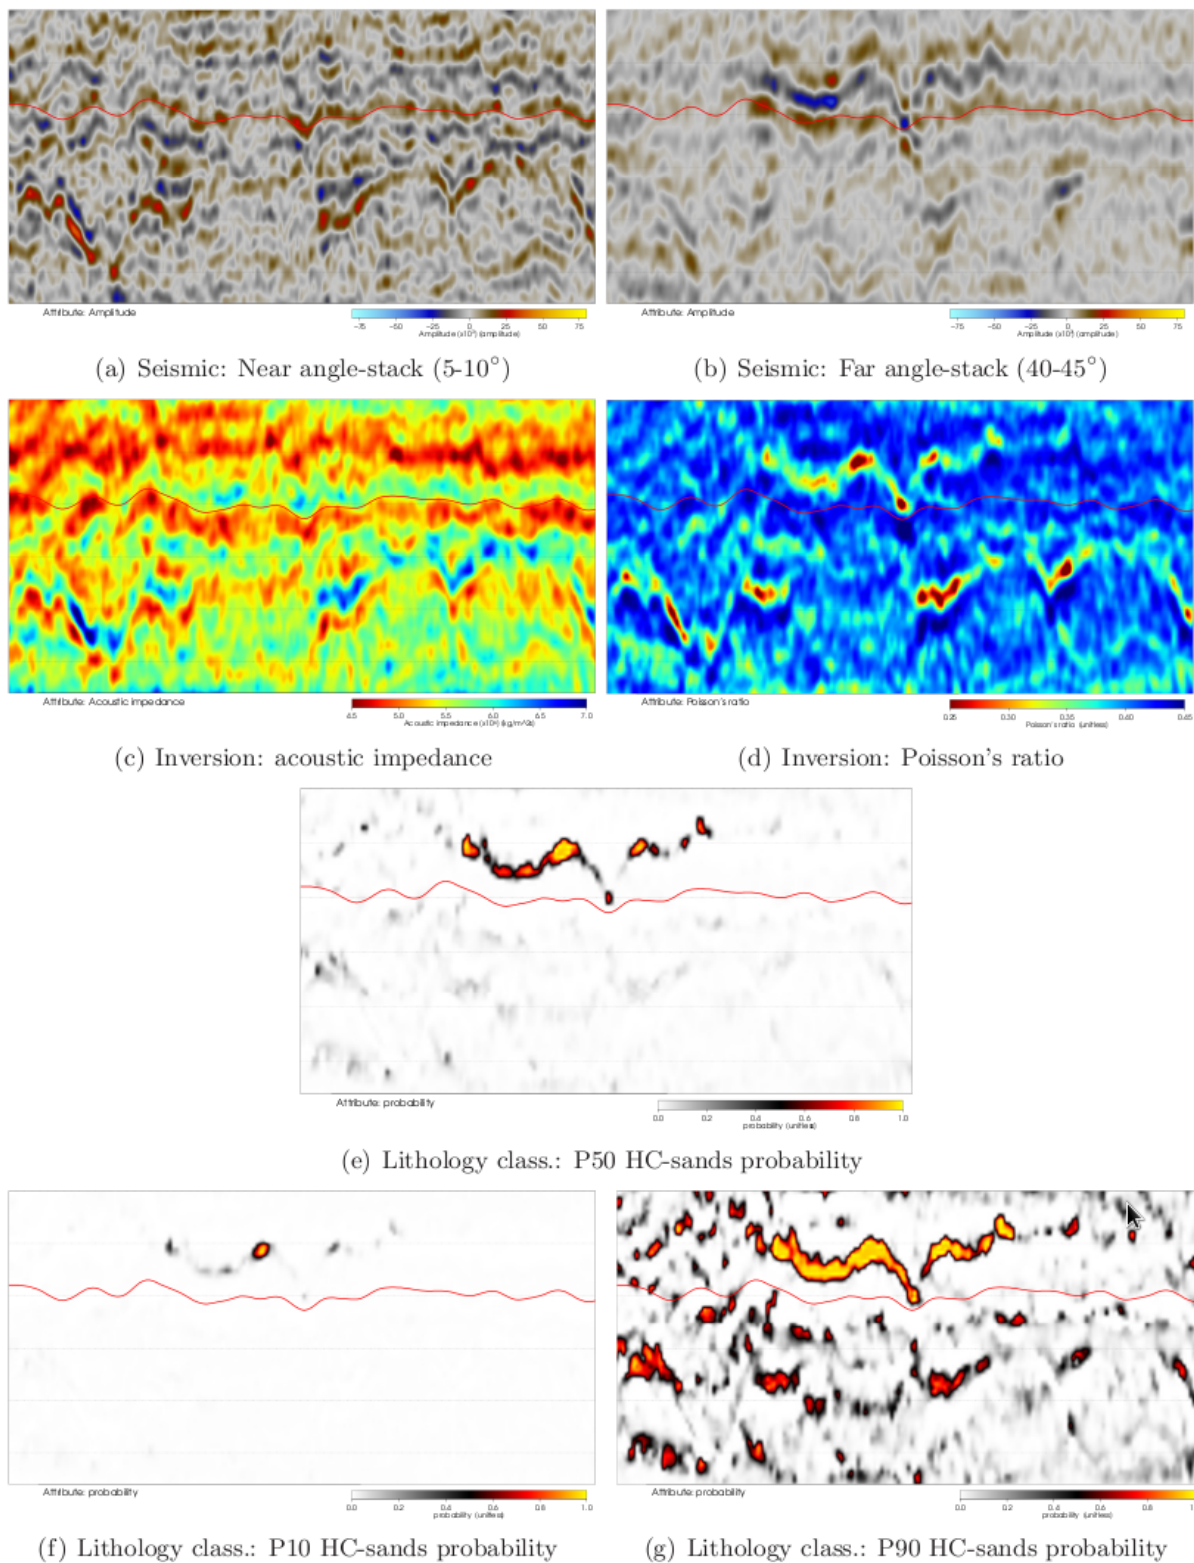 Attribute: Amplitude
-75 -50 -25 0 25 50 75
Amplitude (x10³) (amplitude)
Attribute: Amplitude
-75 -50 -25 0 25 50 75
Amplitude (x10³) (amplitude)
(a) Seismic: Near angle-stack (5-10°)
(b) Seismic: Far angle-stack (40-45°)
Attribute: Acoustic impedance
4.5 5.0 5.5 6.0 6.5 7.0
Acoustic impedance (x10⁶) (kg/m²/s)
Attribute: Poisson's ratio
0.25 0.30 0.35 0.40 0.45
Poisson's ratio (unitless)
(c) Inversion: acoustic impedance
(d) Inversion: Poisson's ratio
Attribute: probability
0.0 0.2 0.4 0.6 0.8 1.0
probability (unitless)
(e) Lithology class.: P50 HC-sands probability
Attribute: probability
0.0 0.2 0.4 0.6 0.8 1.0
probability (unitless)
Attribute: probability
0.0 0.2 0.4 0.6 0.8
probability (unitless)
(f) Lithology class.: P10 HC-sands probability
(g) Lithology class.: P90 HC-sands probability